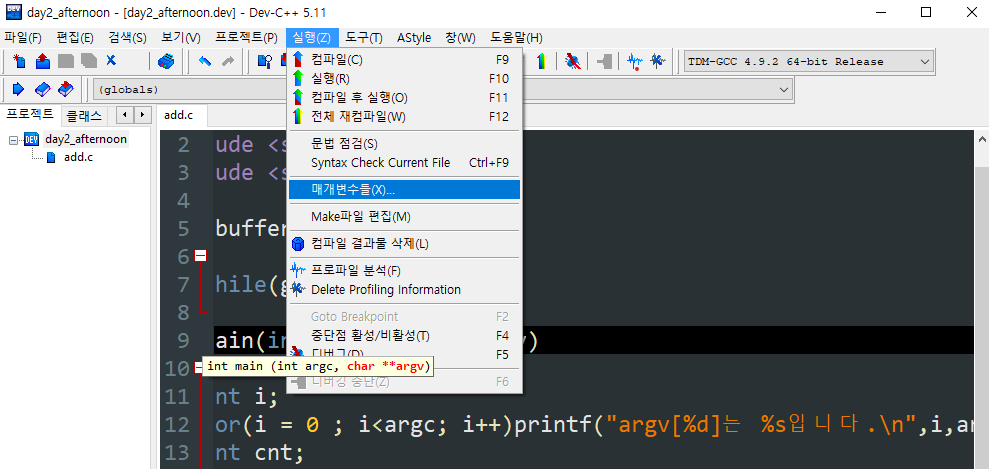 day2_afternoon - [day2_afternoon.dev] - Dev-C++ 5.11
파일(F) 편집(E) 검색(S) 보기(V) 프로젝트(P) 실행(Z) 도구(T) AStyle 창(W) 도움말(H)
컴파일(C) F9
실행(R) F10
컴파일 후 실행(O) F11
전체 재컴파일(W) F12
문법 점검(S)
Syntax Check Current File Ctrl+F9
매개변수들(X)...
Make파일 편집(M)
컴파일 결과물 삭제(L)
프로파일 분석(F)
Delete Profiling Information
Goto Breakpoint F2
중단점 활성/비활성(T) F4
디버그(D) F5
디버깅 중단(Z) F6
TDM-GCC 4.9.2 64-bit Release
(globals)
프로젝트 클래스
day2_afternoon
add.c
add.c
2 ude <s
3 ude <s
4
5 buffer
6
7 hile(g
8
9 ain(in v)
10
int main (int argc, char **argv)
11 nt i;
12 or(i = 0 ; i<argc; i++)printf("argv[%d]는 %s입니다.\n",i,ar
13 nt cnt;